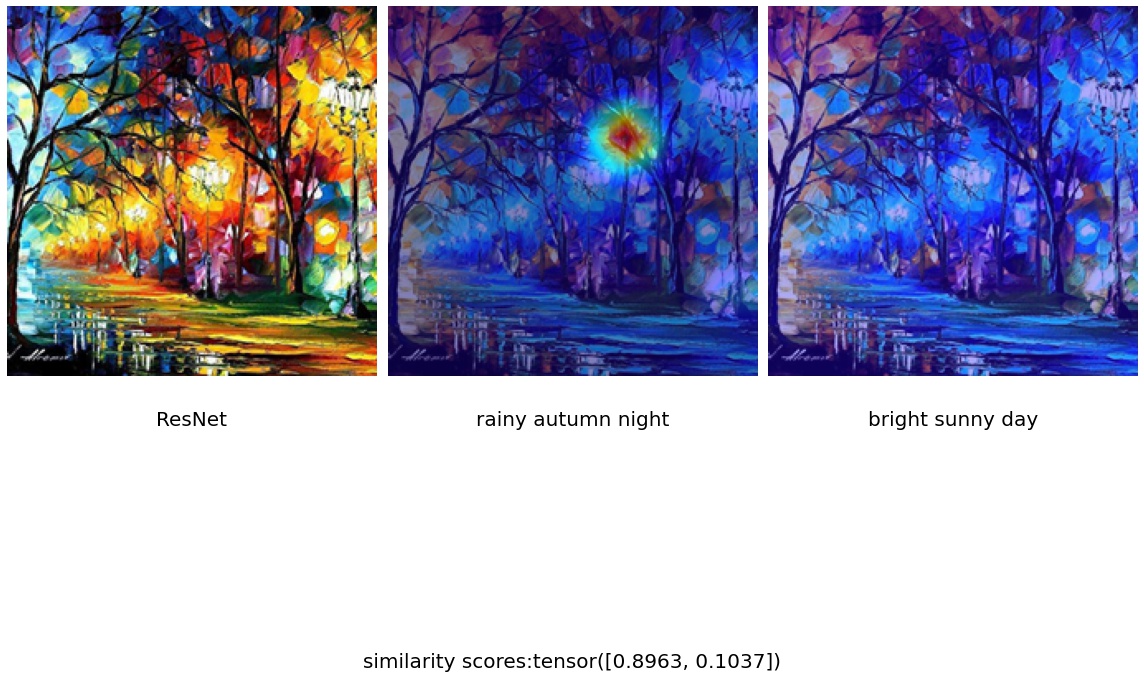 ResNet
rainy autumn night
bright sunny day
similarity scores:tensor([0.8963, 0.1037])